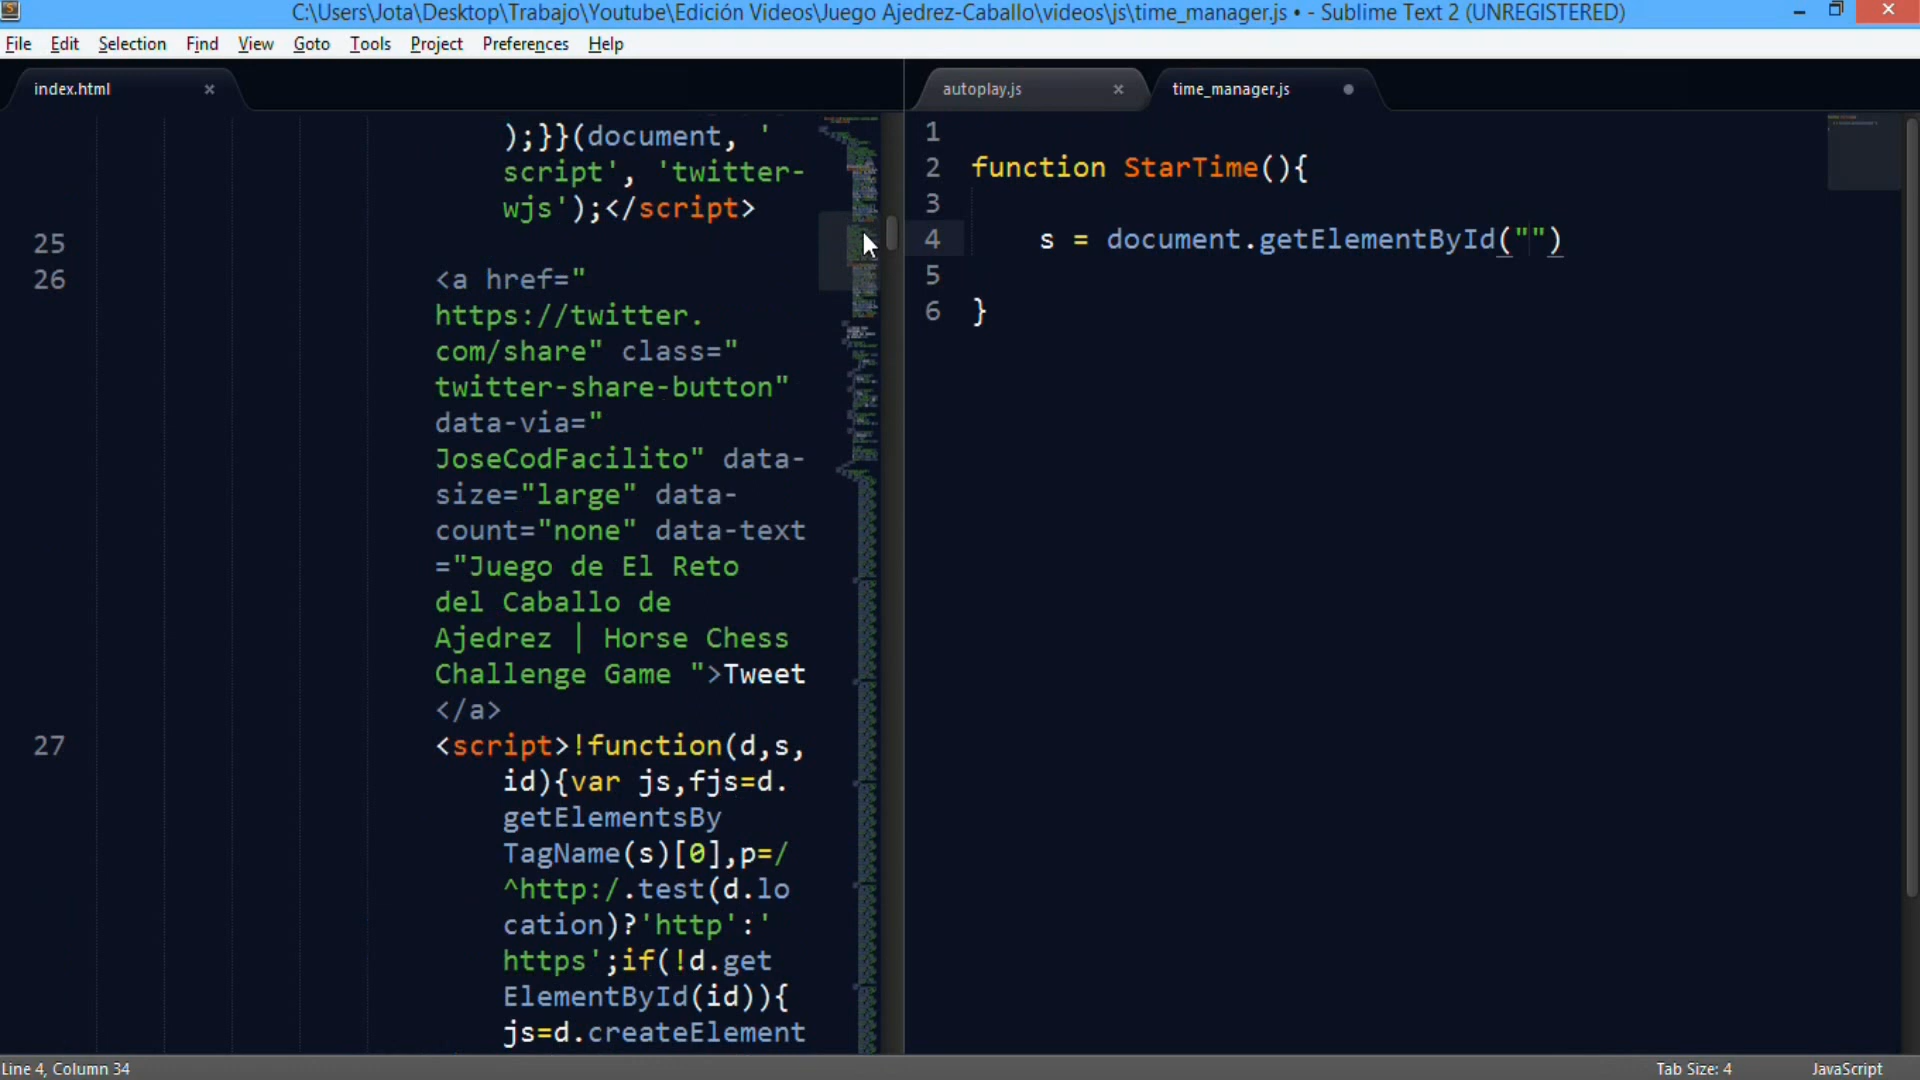 C:\Users\Jota\Desktop\Trabajo\Youtube\Edición Videos\Juego Ajedrez-Caballo\videos\js\time_manager.js • - Sublime Text 2 (UNREGISTERED)
File Edit Selection Find View Goto Tools Project Preferences Help
index.html
autoplay.js
time_manager.js
);}}(document, '
script', 'twitter-
wjs');</script>
25
26 <a href="
https://twitter.
com/share" class="
twitter-share-button"
data-via="
JoseCodFacilito" data-
size="large" data-
count="none" data-text
="Juego de El Reto
del Caballo de
Ajedrez | Horse Chess
Challenge Game ">Tweet
</a>
27 <script>!function(d,s,
id){var js,fjs=d.
getElementsBy
TagName(s)[0],p=/
^http:/.test(d.lo
cation)?'http':'
https';if(!d.get
ElementById(id)){
js=d.createElement
1
2 function StarTime(){
3
4 s = document.getElementById("")
5
6 }
Line 4, Column 34
Tab Size: 4
JavaScript